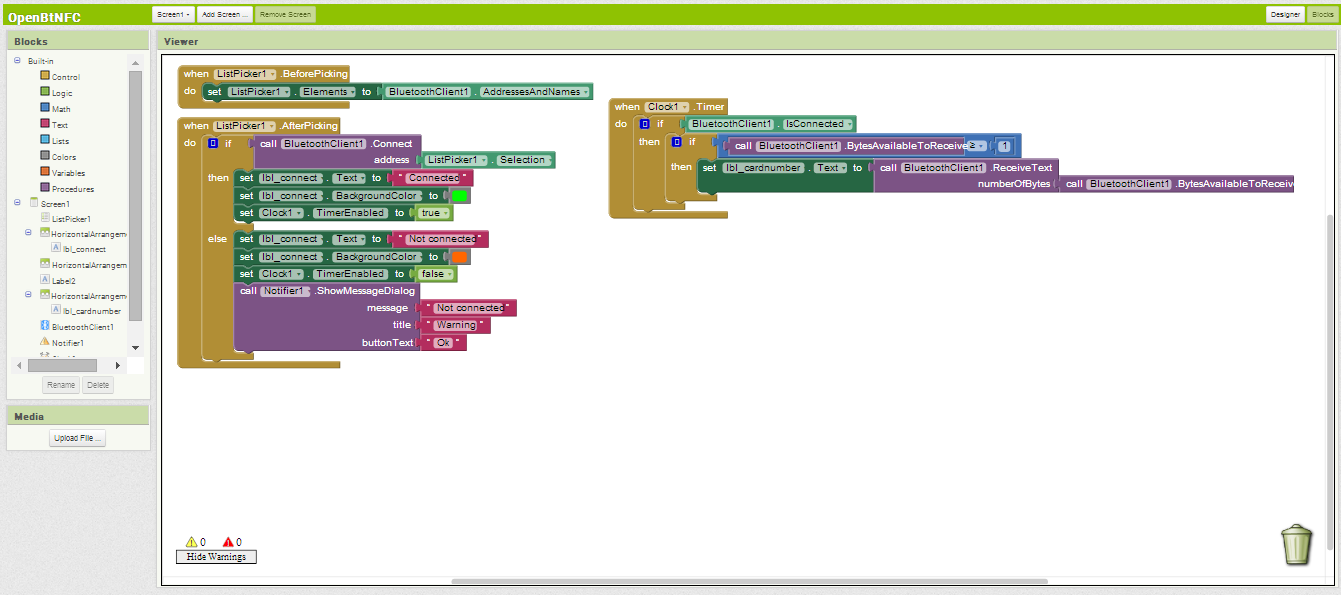 OpenBtNFC
Screen1
Add Screen ...
Remove Screen
Designer
Blocks
Blocks
Viewer
Built-in
Control
Logic
Math
Text
Lists
Colors
Variables
Procedures
Screen1
ListPicker1
HorizontalArrangeme
lbl_connect
HorizontalArrangem
Label2
HorizontalArrangeme
lbl_cardnumber
BluetoothClient1
Notifier1
Rename
Delete
Media
Upload File ...
when ListPicker1 .BeforePicking
do set ListPicker1 . Elements to BluetoothClient1 . AddressesAndNames
when ListPicker1 .AfterPicking
do if call BluetoothClient1 .Connect
address ListPicker1 . Selection
then set lbl_connect . Text to " Connected "
set lbl_connect . BackgroundColor to
set Clock1 . TimerEnabled to true
else set lbl_connect . Text to " Not connected "
set lbl_connect . BackgroundColor to
set Clock1 . TimerEnabled to false
call Notifier1 .ShowMessageDialog
message " Not connected "
title " Warning "
buttonText " Ok "
when Clock1 .Timer
do if BluetoothClient1 . IsConnected
then if call BluetoothClient1 .BytesAvailableToReceive ≥ 1
then set lbl_cardnumber . Text to call BluetoothClient1 .ReceiveText
numberOfBytes call BluetoothClient1 .BytesAvailableToReceiv
0 0
Hide Warnings